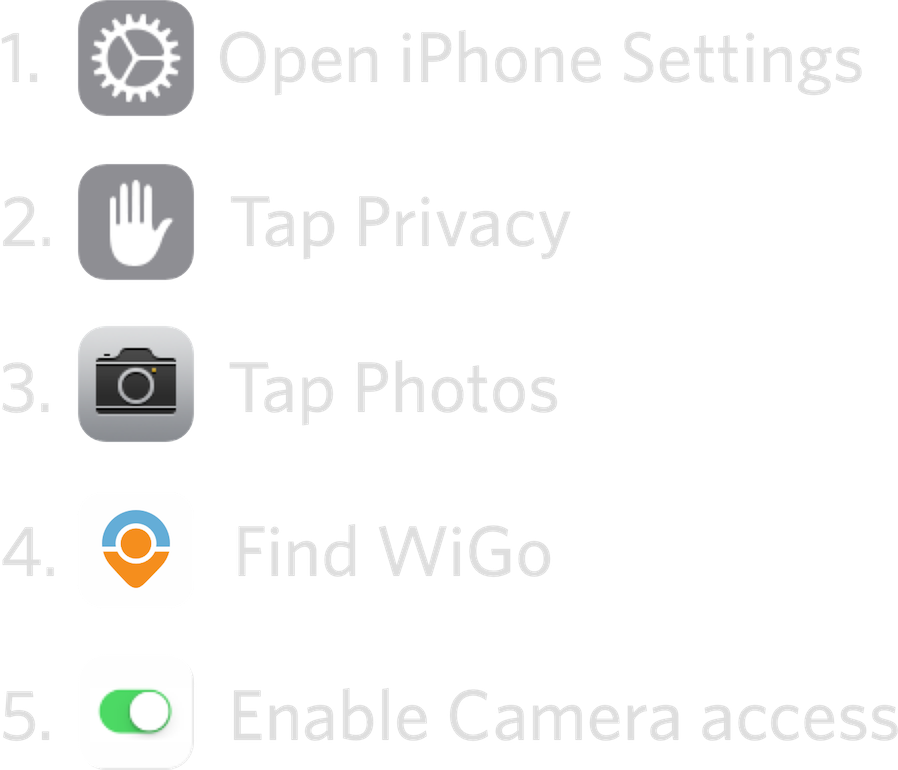 1. Open iPhone Settings
2. Tap Privacy
3. Tap Photos
4. Find WiGo
5. Enable Camera access